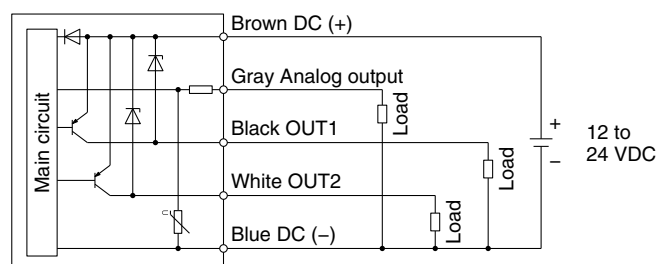 Brown DC (+)
Gray Analog output
Main circuit
Load
Black OUT1
Load
+
−
12 to
24 VDC
White OUT2
Load
Blue DC (−)